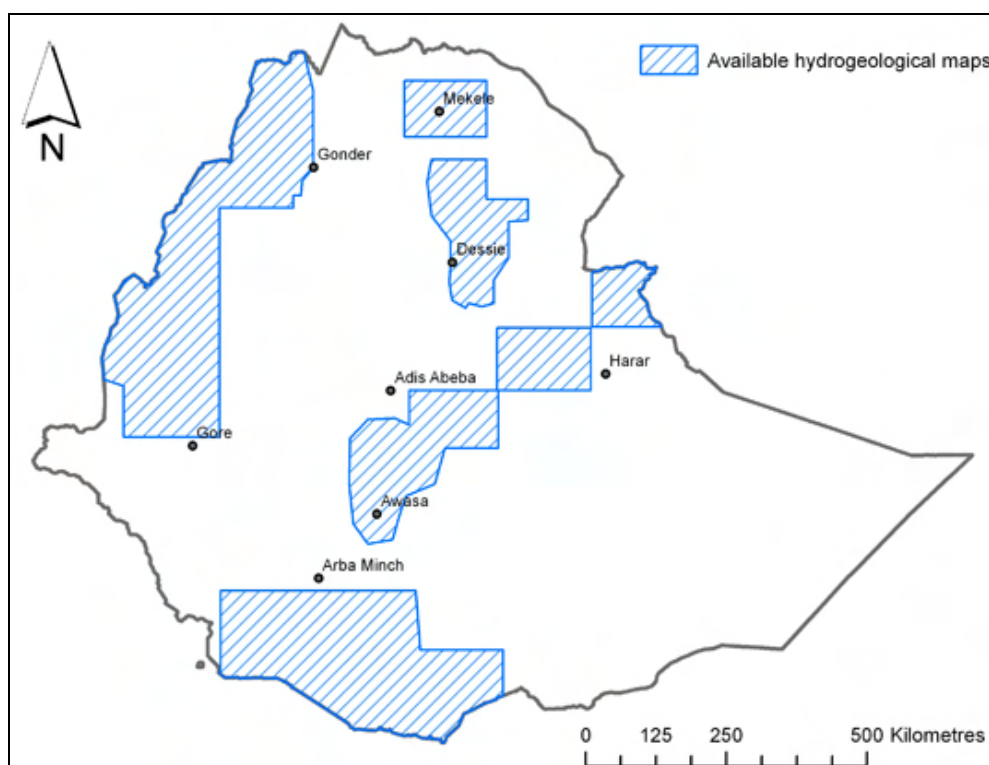 Available hydrogeological maps
Mekele
Gonder
Dessie
Harar
Adis Abeba
Gore
Awasa
Arba Minch
N
0 125 250 500 Kilometres